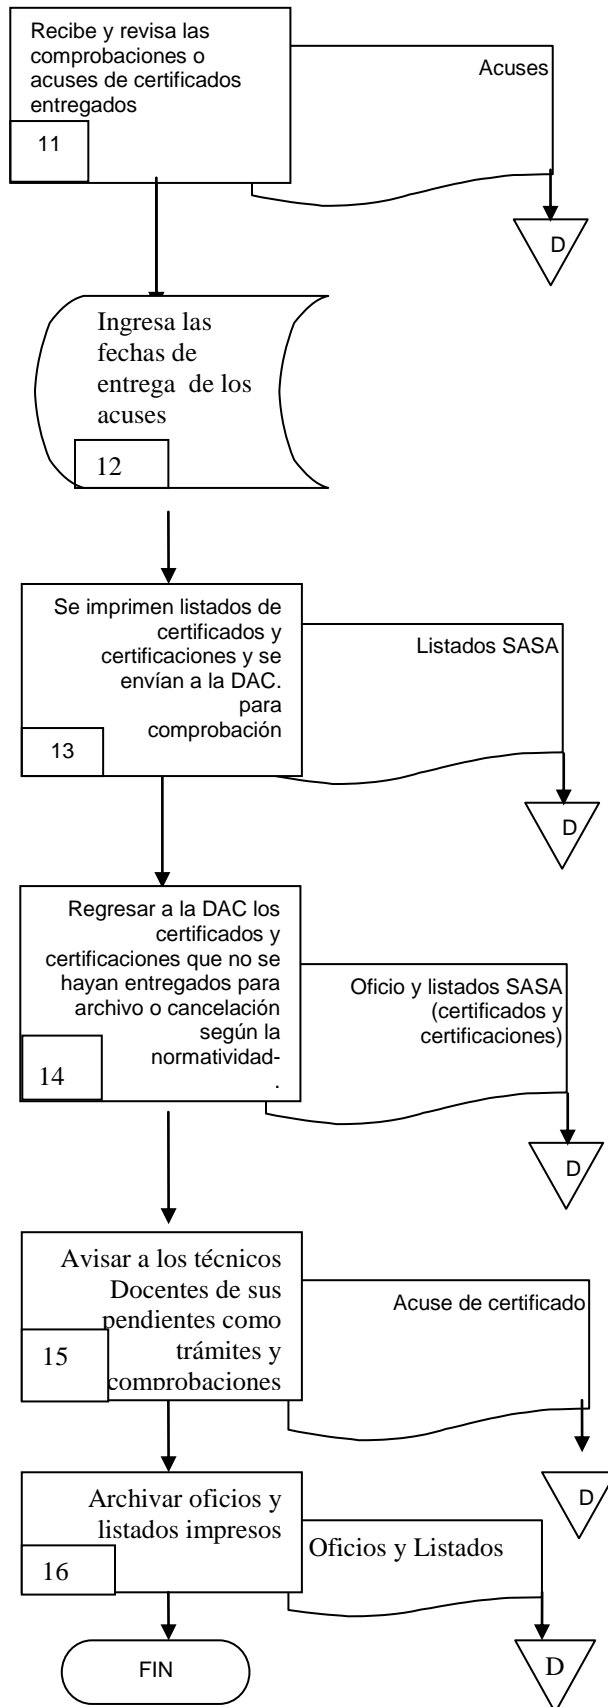 Recibe y revisa las
comprobaciones o
acuses de certificados
entregados
11
Acuses
D
Ingresa las
fechas de
entrega de los
acuses
12
Se imprimen listados de
certificados y
certificaciones y se
envían a la DAC.
para
comprobación
13
Listados SASA
D
Regresar a la DAC los
certificados y
certificaciones que no se
hayan entregados para
archivo o cancelación
según la
normatividad-
.
14
Oficio y listados SASA
(certificados y
certificaciones)
D
Avisar a los técnicos
Docentes de sus
pendientes como
trámites y
comprobaciones
15
Acuse de certificado
D
Archivar oficios y
listados impresos
16
Oficios y Listados
D
FIN